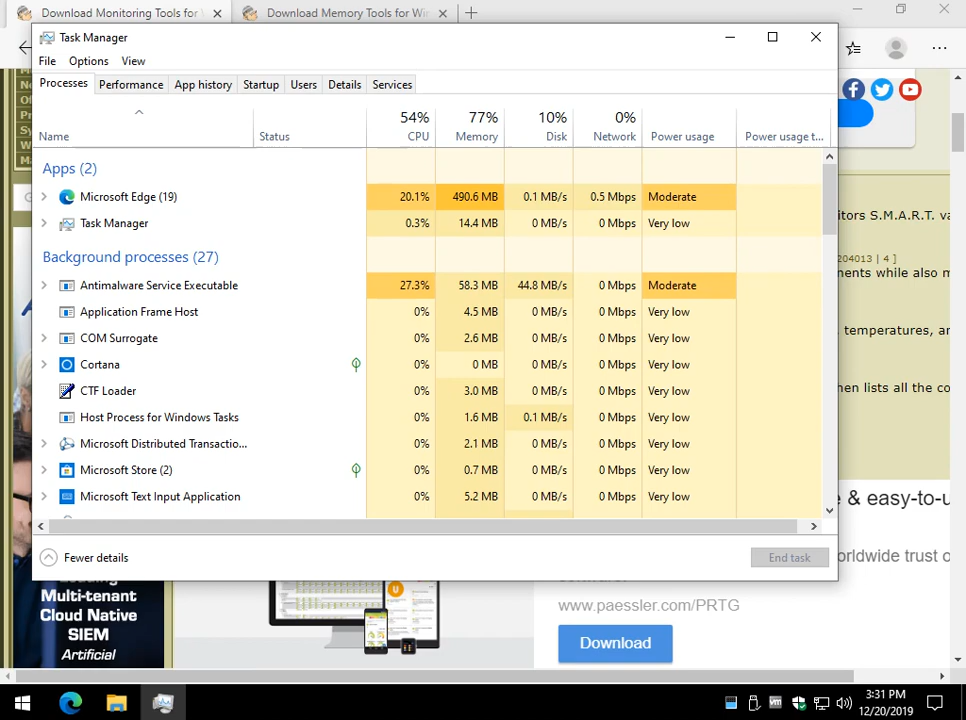 Download Monitoring Tools for
Download Memory Tools for Win
Task Manager
File Options View
Processes Performance App history Startup Users Details Services
54% 77% 10% 0%
Name Status CPU Memory Disk Network Power usage Power usage t...
Apps (2)
Microsoft Edge (19) 20.1% 490.6 MB 0.1 MB/s 0.5 Mbps Moderate
Task Manager 0.3% 14.4 MB 0 MB/s 0 Mbps Very low
Background processes (27)
Antimalware Service Executable 27.3% 58.3 MB 44.8 MB/s 0 Mbps Moderate
Application Frame Host 0% 4.5 MB 0 MB/s 0 Mbps Very low
COM Surrogate 0% 2.6 MB 0 MB/s 0 Mbps Very low
Cortana 0% 0 MB 0 MB/s 0 Mbps Very low
CTF Loader 0% 3.0 MB 0 MB/s 0 Mbps Very low
Host Process for Windows Tasks 0% 1.6 MB 0.1 MB/s 0 Mbps Very low
Microsoft Distributed Transactio... 0% 2.1 MB 0 MB/s 0 Mbps Very low
Microsoft Store (2) 0% 0.7 MB 0 MB/s 0 Mbps Very low
Microsoft Text Input Application 0% 5.2 MB 0 MB/s 0 Mbps Very low
Fewer details End task
itors S.M.A.R.T. va
204013 | 4 ]
nents while also m
temperatures, an
hen lists all the co
& easy-to-u
orldwide trust o
www.paessler.com/PRTG
Download
Multi-tenant
Cloud Native
SIEM
Artificial
3:31 PM
12/20/2019